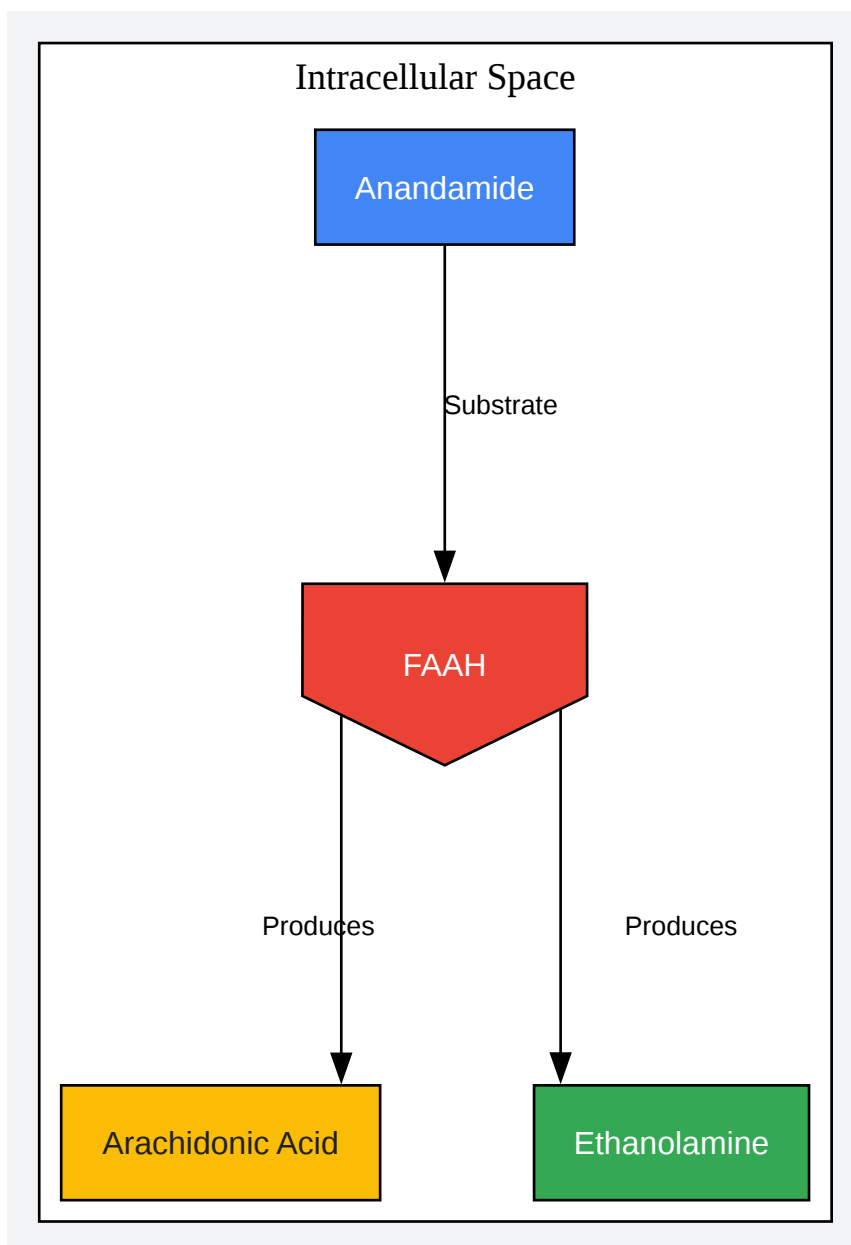 Intracellular Space
Anandamide
Substrate
FAAH
Produces
Produces
Arachidonic Acid
Ethanolamine